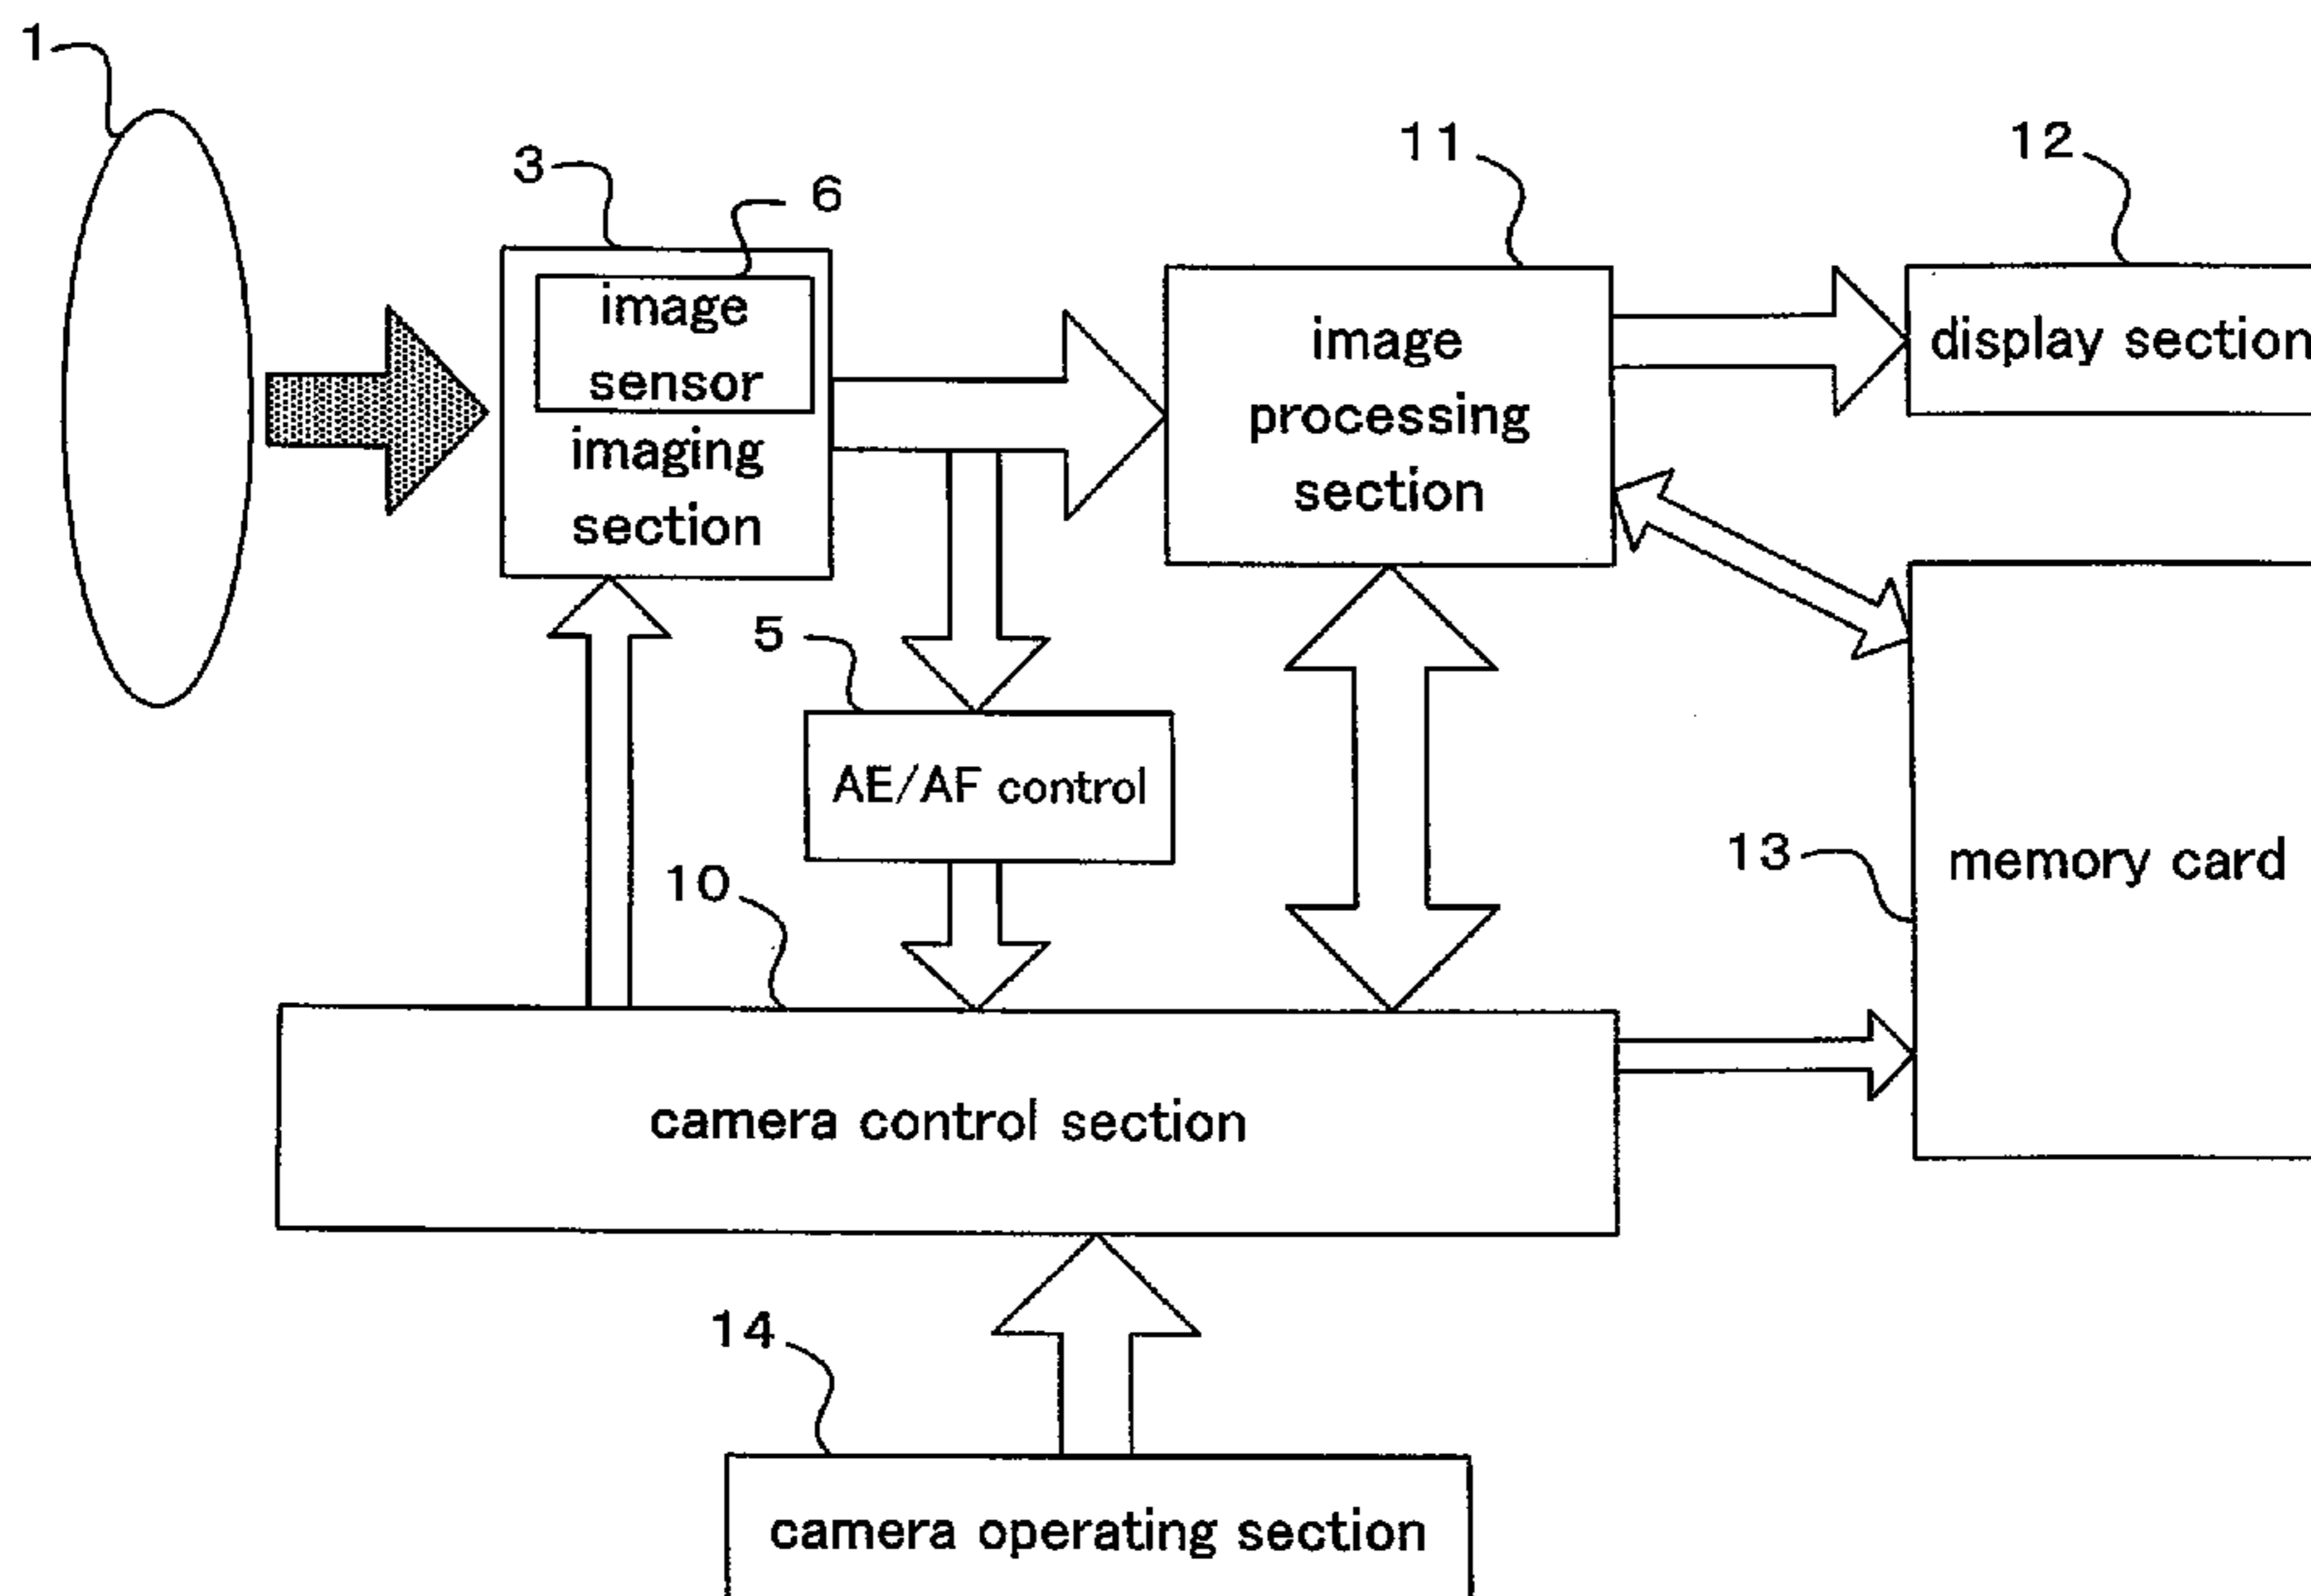 1
3
6
11
12
image
sensor
imaging
section
image
processing
section
display section
5
AE/AF control
13
memory card
10
camera control section
14
camera operating section